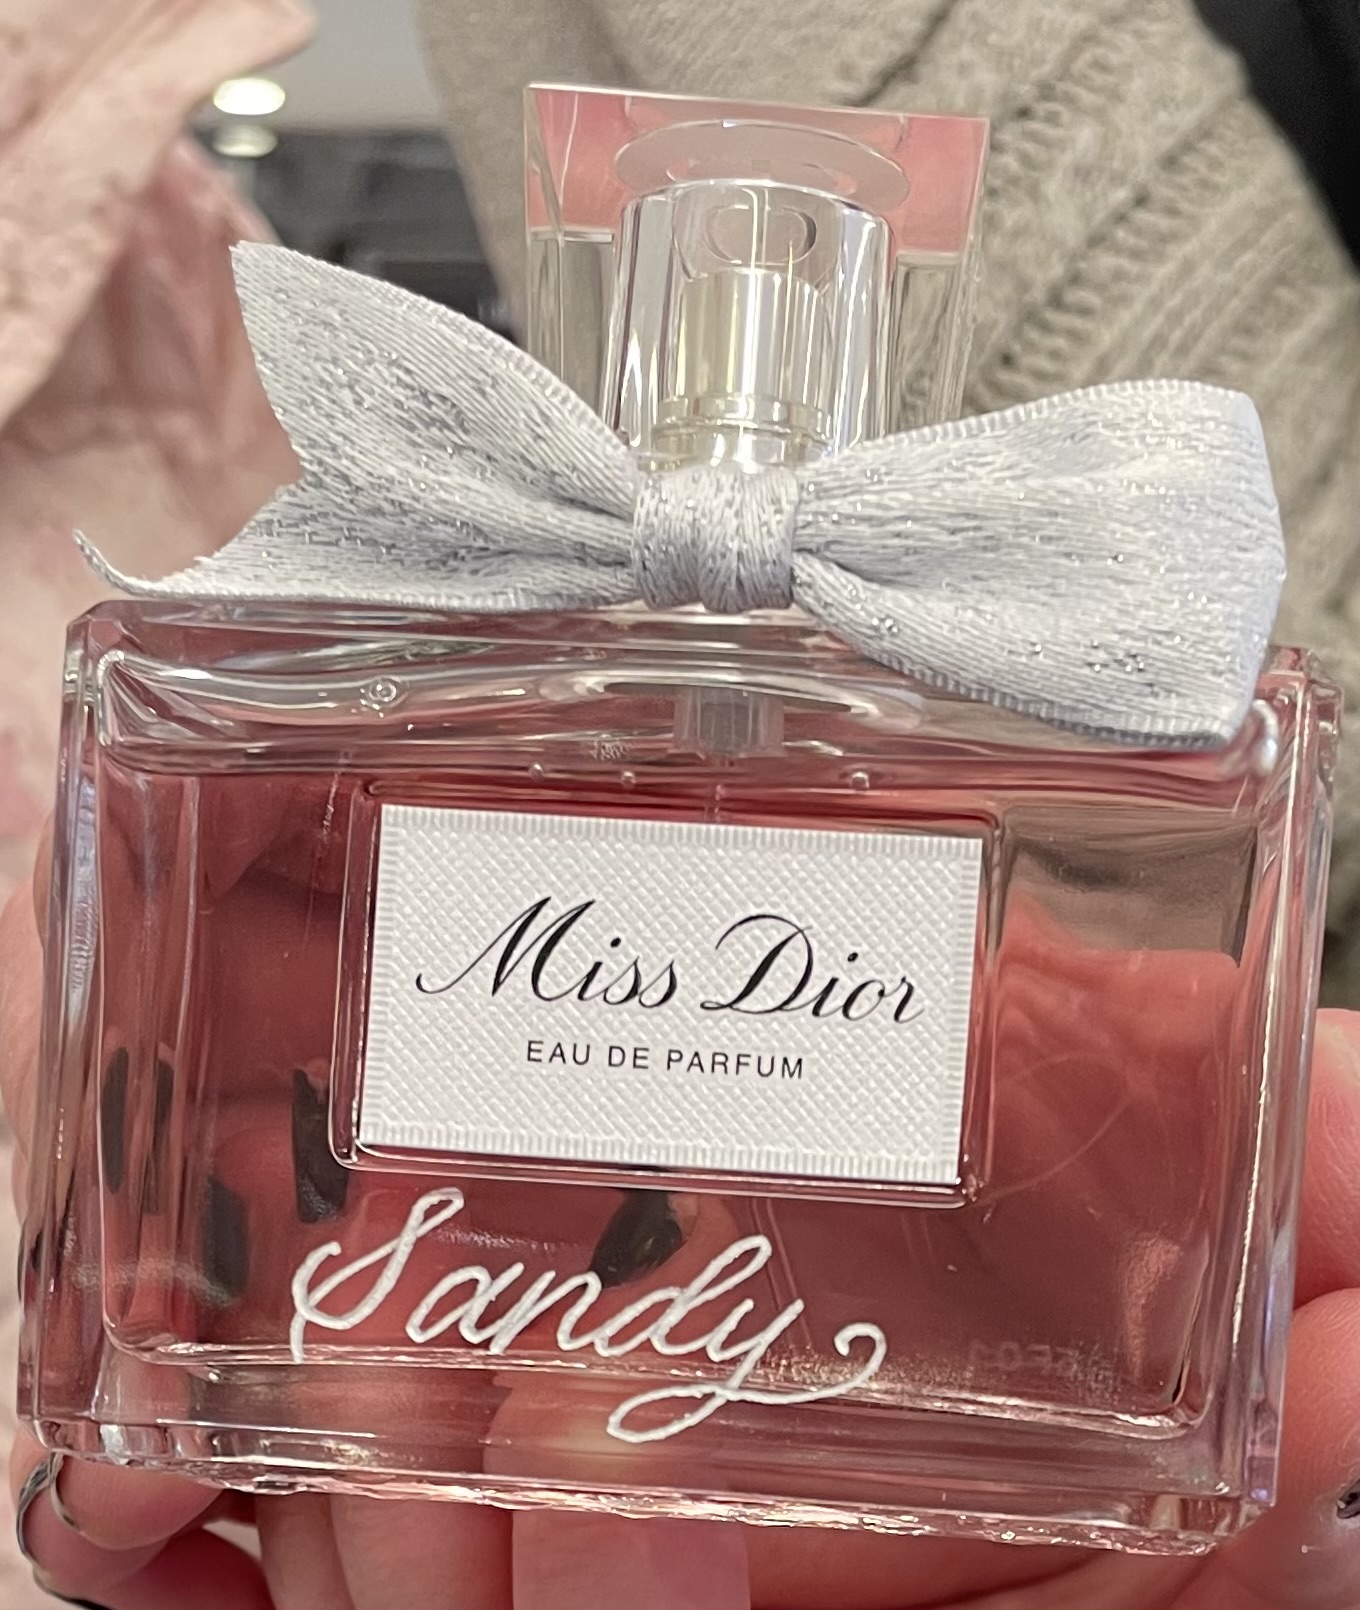 Miss Dior
EAU DE PARFUM
Sandy